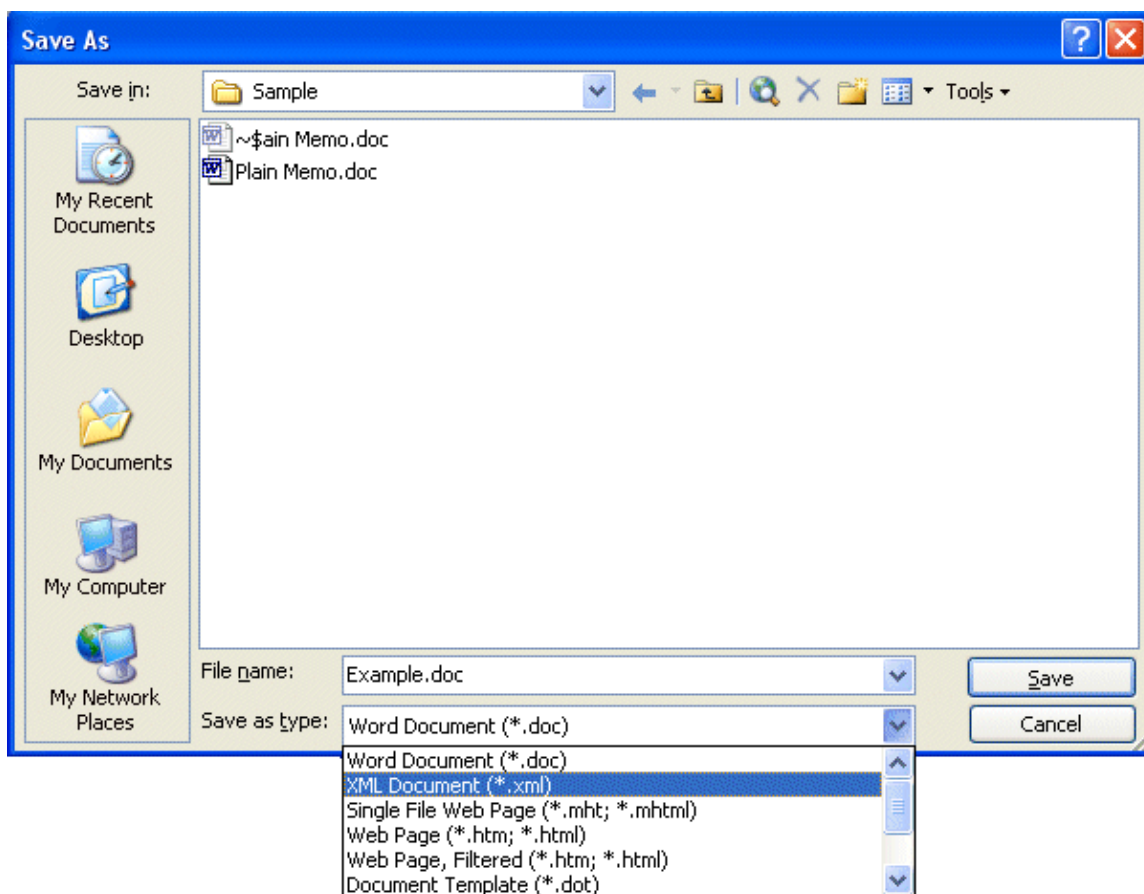 Save As
Save in:
Sample
Tools
~$ain Memo.doc
Plain Memo.doc
My Recent
Documents
Desktop
My Documents
My Computer
My Network
Places
File name:
Example.doc
Save
Save as type:
Word Document (*.doc)
Cancel
Word Document (*.doc)
XML Document (*.xml)
Single File Web Page (*.mht; *.mhtml)
Web Page (*.htm; *.html)
Web Page, Filtered (*.htm; *.html)
Document Template (*.dot)